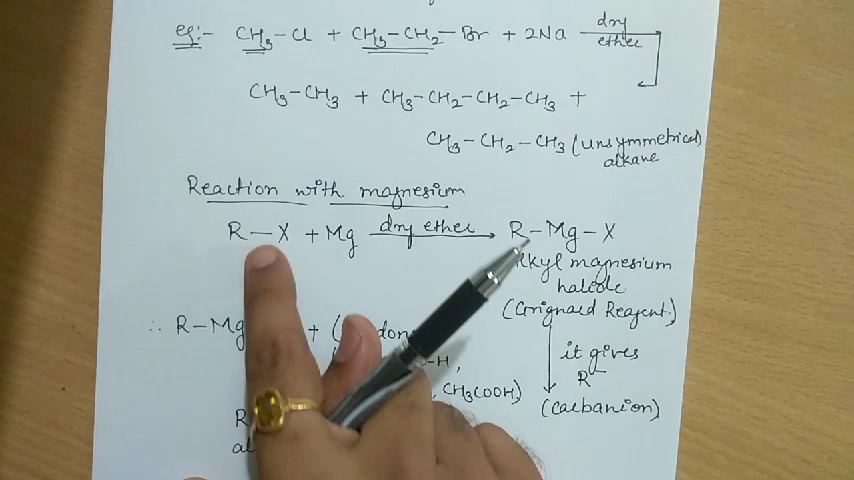 eg:- CH3-Cl + CH3-CH2-Br + 2Na dry ether
CH3-CH3 + CH3-CH2-CH2-CH3 +
CH3-CH2-CH3 (unsymmetrical alkane
Reaction with magnesium
R-X + Mg dry ether R-Mg-X
alkyl magnesium
(Grignard Reagent.)
∴ R-Mg + ( don
it gives
-H,
R-
, CH3COOH)
(Carbanion)
R